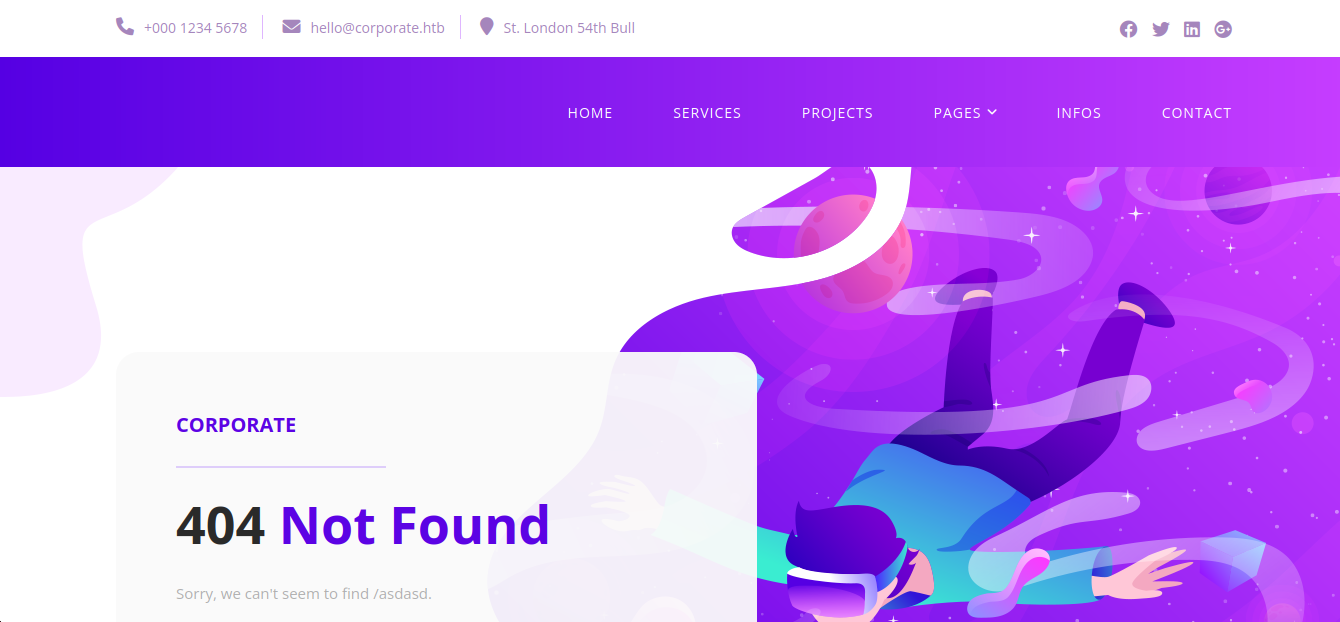 +000 1234 5678
hello@corporate.htb
St. London 54th Bull
HOME SERVICES PROJECTS PAGES INFOS CONTACT
CORPORATE
404 Not Found
Sorry, we can't seem to find /asdasd.